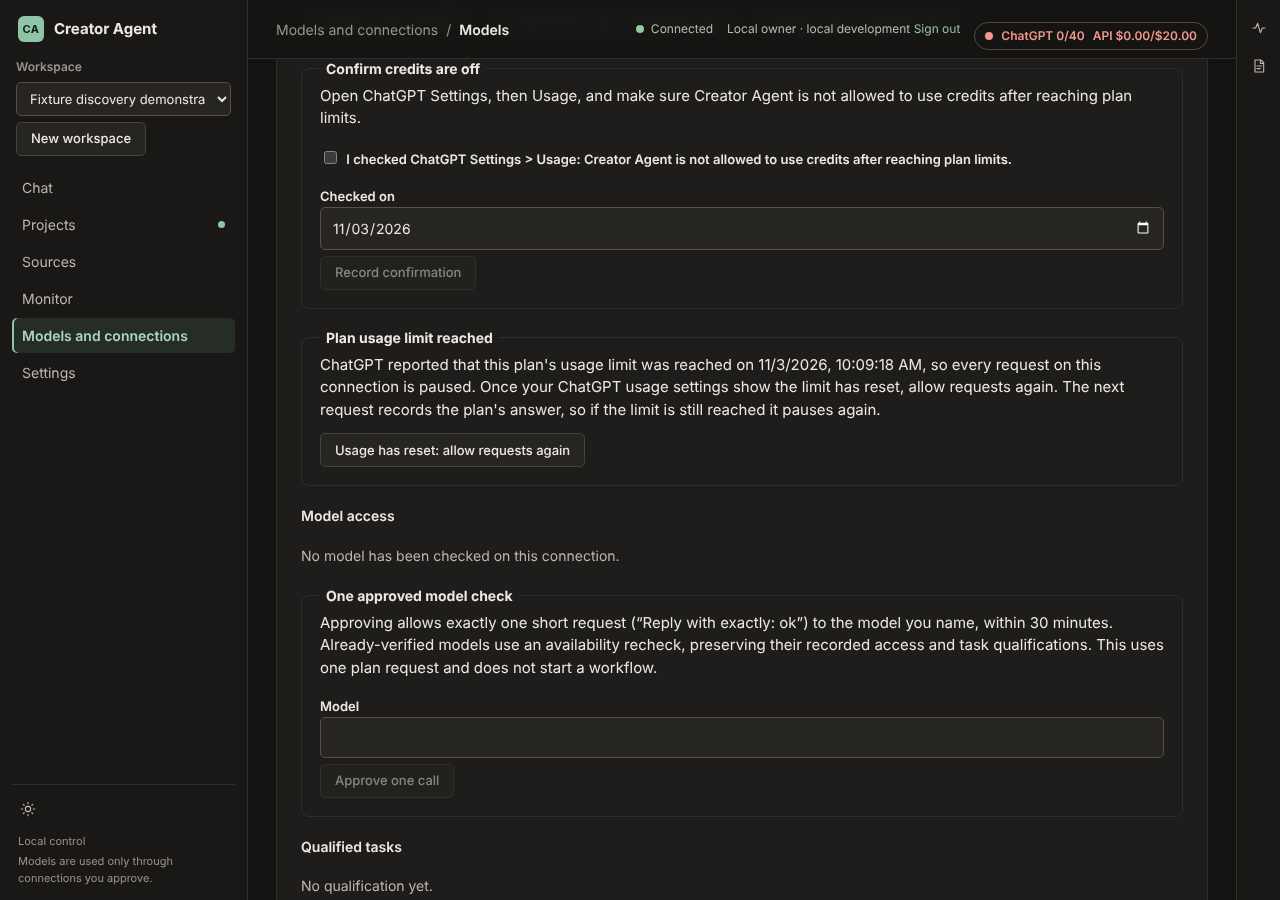 CA Creator Agent
Workspace
Fixture discovery demonstra
New workspace
Chat
Projects
Sources
Monitor
Models and connections
Settings
Local control
Models are used only through
connections you approve.
Models and connections / Models
Connected
Local owner · local development Sign out
ChatGPT 0/40 API $0.00/$20.00
Confirm credits are off
Open ChatGPT Settings, then Usage, and make sure Creator Agent is not allowed to use credits after reaching plan
limits.
I checked ChatGPT Settings > Usage: Creator Agent is not allowed to use credits after reaching plan limits.
Checked on
11/03/2026
Record confirmation
Plan usage limit reached
ChatGPT reported that this plan's usage limit was reached on 11/3/2026, 10:09:18 AM, so every request on this
connection is paused. Once your ChatGPT usage settings show the limit has reset, allow requests again. The next
request records the plan's answer, so if the limit is still reached it pauses again.
Usage has reset: allow requests again
Model access
No model has been checked on this connection.
One approved model check
Approving allows exactly one short request (“Reply with exactly: ok”) to the model you name, within 30 minutes.
Already-verified models use an availability recheck, preserving their recorded access and task qualifications. This uses
one plan request and does not start a workflow.
Model
Approve one call
Qualified tasks
No qualification yet.